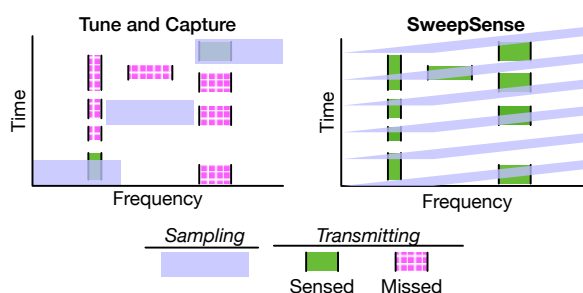 Tune and Capture
SweepSense
Time
Time
Frequency
Frequency
Sampling
Transmitting
Sensed
Missed